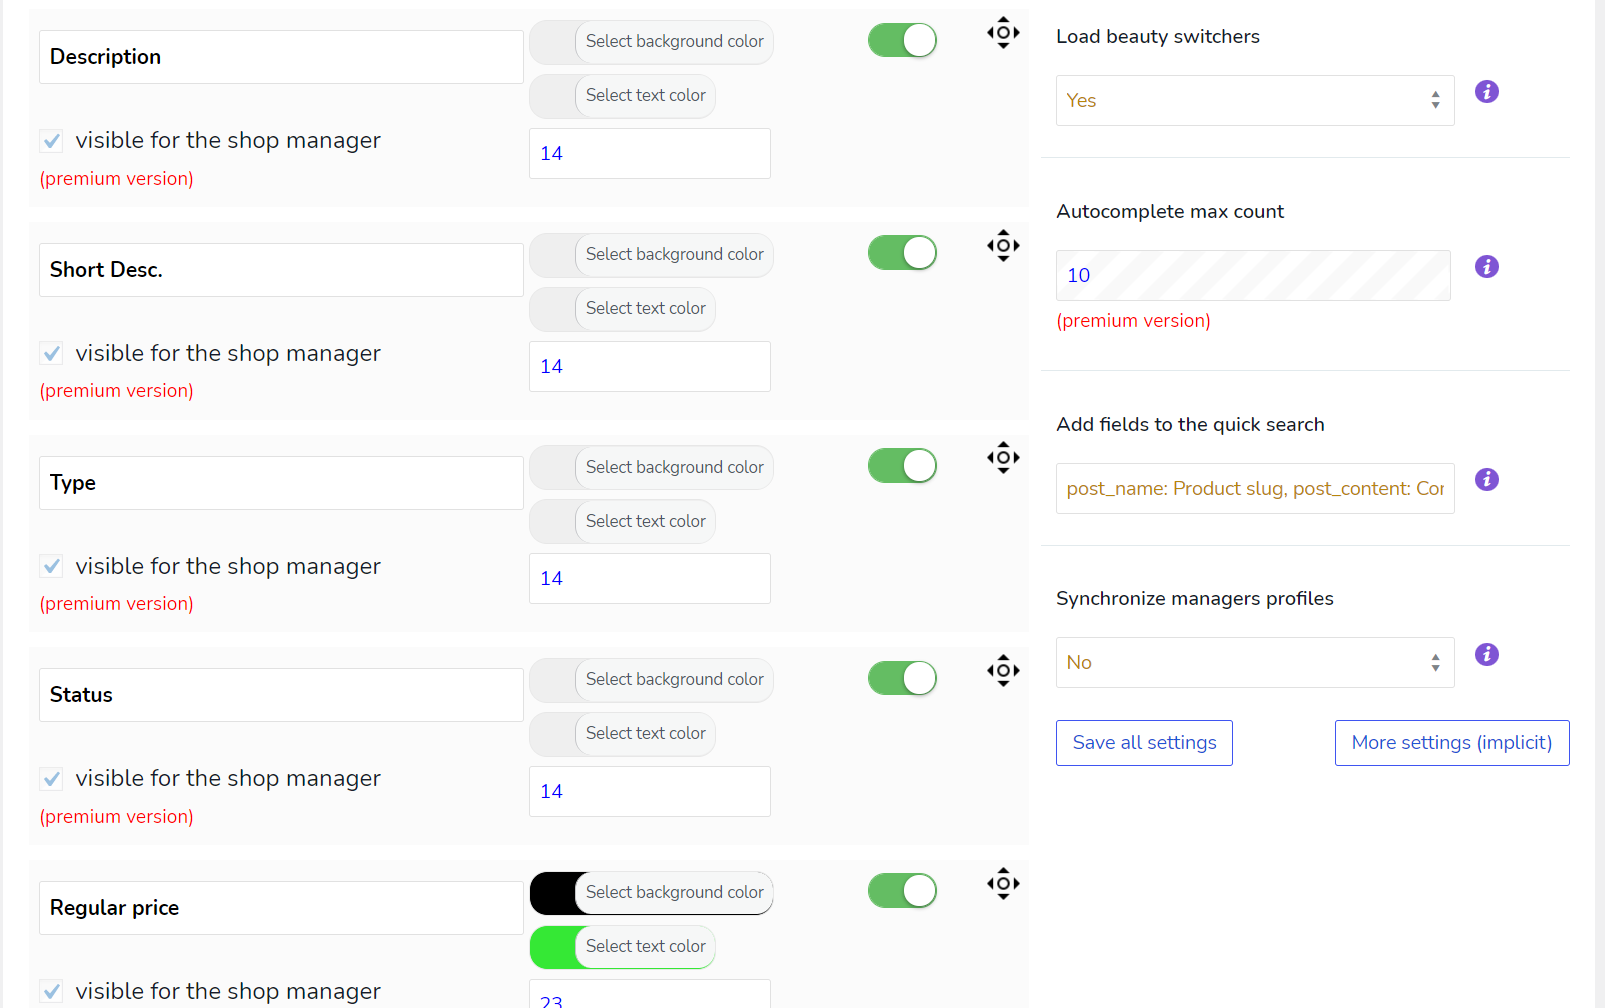 Description
Select background color
Select text color
visible for the shop manager
14
(premium version)
Short Desc.
Select background color
Select text color
visible for the shop manager
14
(premium version)
Type
Select background color
Select text color
visible for the shop manager
14
(premium version)
Status
Select background color
Select text color
visible for the shop manager
14
(premium version)
Regular price
Select background color
Select text color
visible for the shop manager
23
Load beauty switchers
Yes
Autocomplete max count
10
(premium version)
Add fields to the quick search
post_name: Product slug, post_content: Cor
Synchronize managers profiles
No
Save all settings
More settings (implicit)